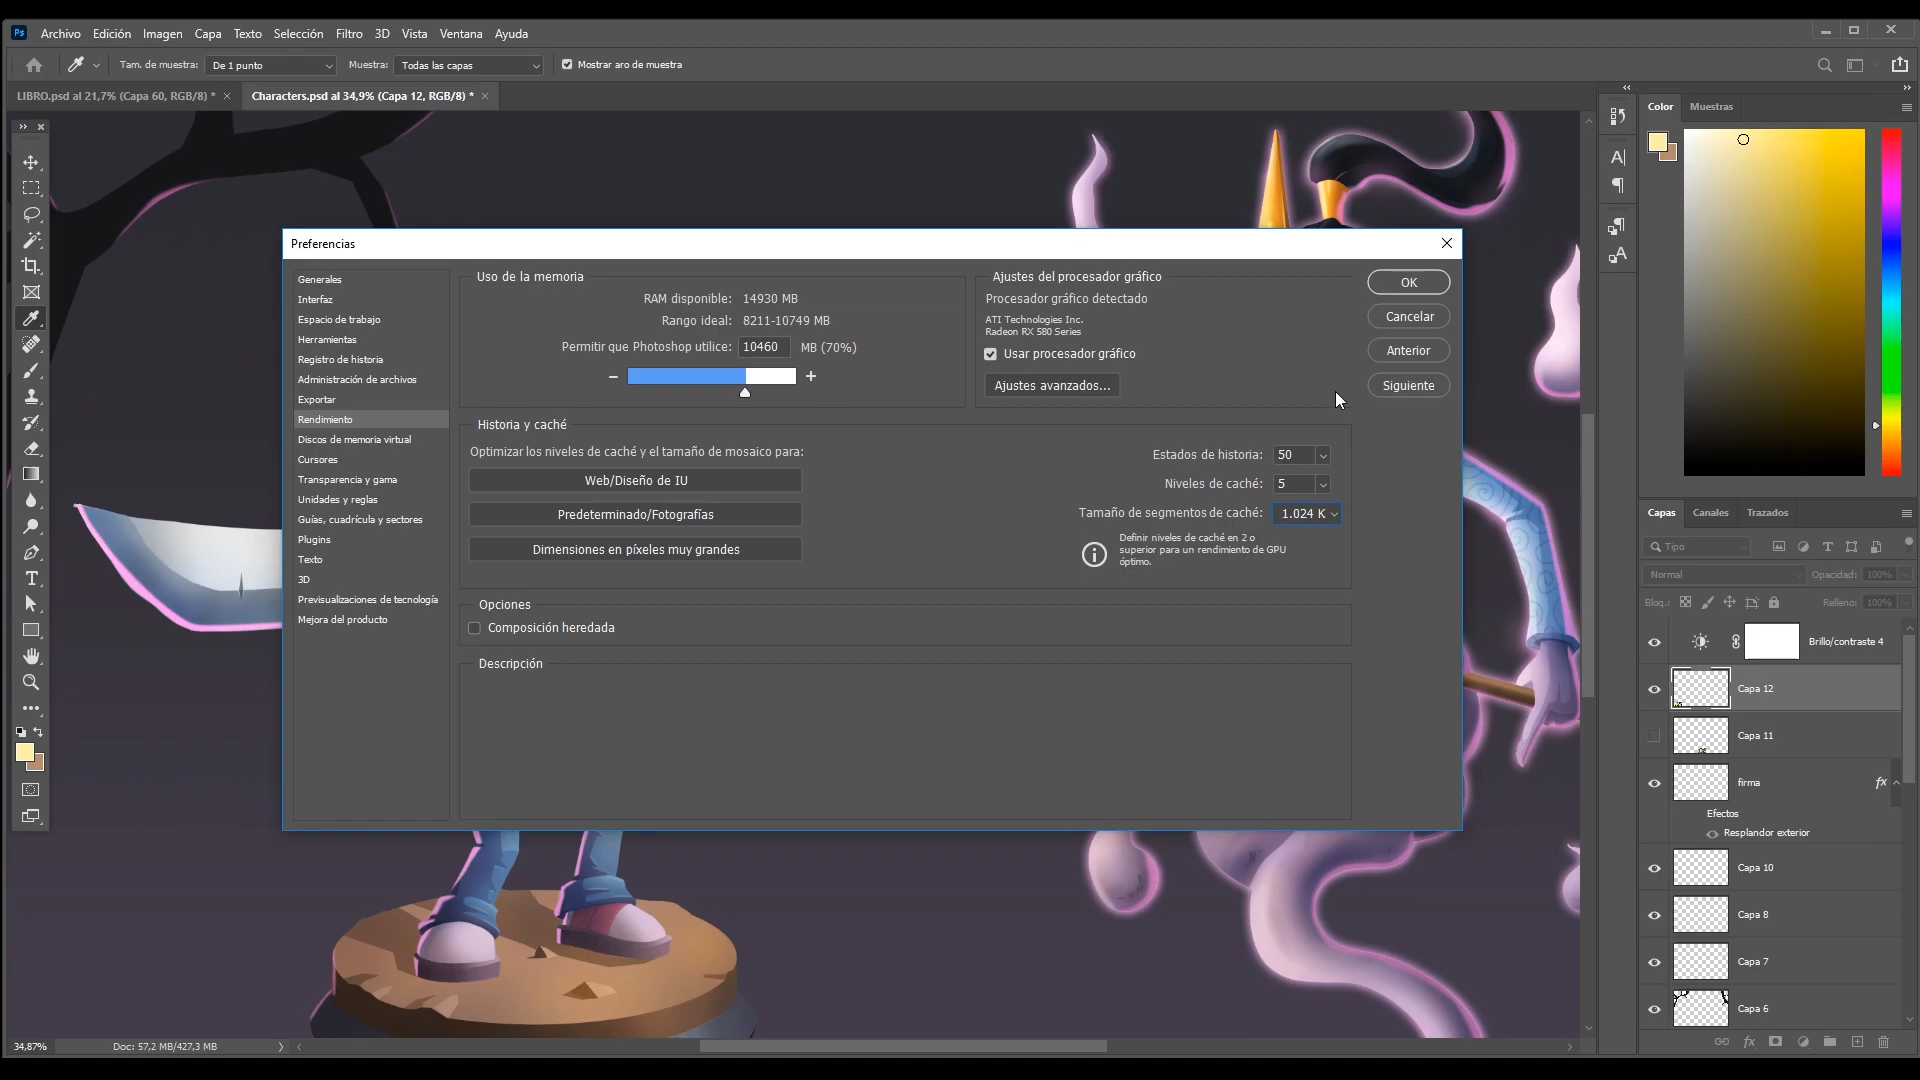 Ps Archivo Edición Imagen Capa Texto Selección Filtro 3D Vista Ventana Ayuda
Tam. de muestra: De 1 punto Muestra: Todas las capas Mostrar aro de muestra
LIBRO.psd al 21,7% (Capa 60, RGB/8) * Characters.psd al 34,9% (Capa 12, RGB/8) *
Preferencias
Generales
Interfaz
Espacio de trabajo
Herramientas
Registro de historia
Administración de archivos
Exportar
Rendimiento
Discos de memoria virtual
Cursores
Transparencia y gama
Unidades y reglas
Guías, cuadrícula y sectores
Plugins
Texto
3D
Previsualizaciones de tecnología
Mejora del producto
Uso de la memoria
RAM disponible: 14930 MB
Rango ideal: 8211-10749 MB
Permitir que Photoshop utilice: 10460 MB (70%)
Ajustes del procesador gráfico
Procesador gráfico detectado
ATI Technologies Inc.
Radeon RX 580 Series
Usar procesador gráfico
Ajustes avanzados...
OK
Cancelar
Anterior
Siguiente
Historia y caché
Optimizar los niveles de caché y el tamaño de mosaico para:
Web/Diseño de IU
Predeterminado/Fotografías
Dimensiones en píxeles muy grandes
Estados de historia: 50
Niveles de caché: 5
Tamaño de segmentos de caché: 1.024 K
Definir niveles de caché en 2 o
superior para un rendimiento de GPU
óptimo.
Opciones
Composición heredada
Descripción
Color Muestras
Capas Canales Trazados
Tipo
Normal Opacidad: 100%
Bloq.: Relleno: 100%
Brillo/contraste 4
Capa 12
Capa 11
firma fx
Efectos
Resplandor exterior
Capa 10
Capa 8
Capa 7
Capa 6
34,87% Doc: 57,2 MB/427,3 MB